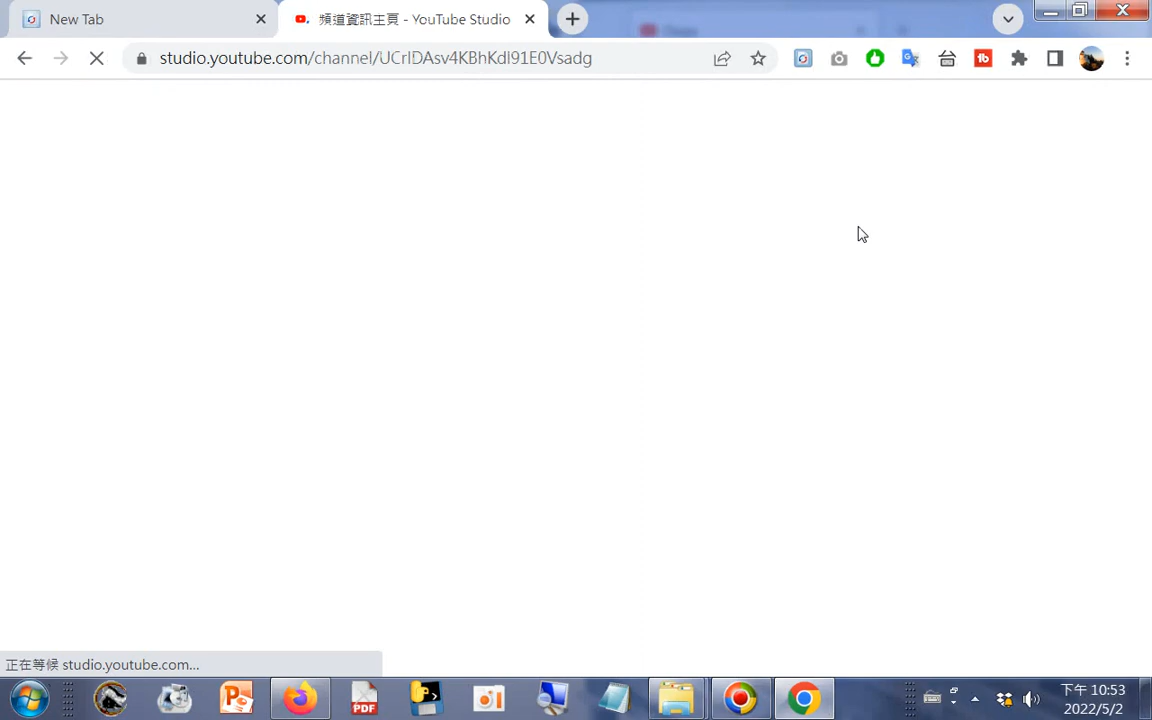 New Tab
頻道資訊主頁 - YouTube Studio
studio.youtube.com/channel/UCrlDAsv4KBhKdl91E0Vsadg
正在等候 studio.youtube.com...
PDF
下午 10:53
2022/5/2